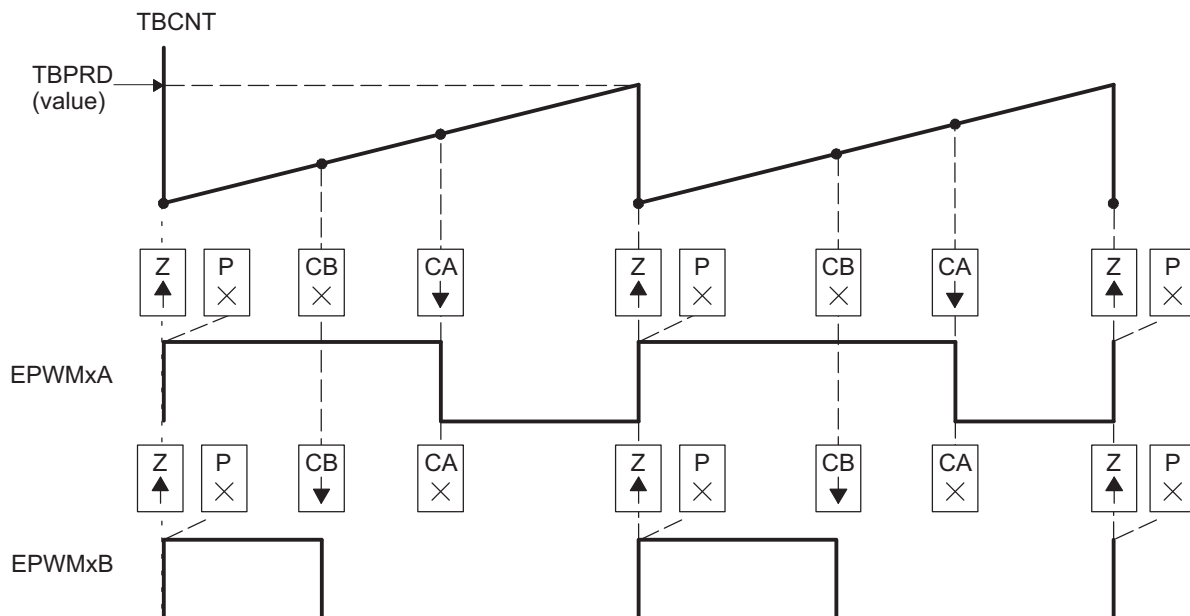 TBCNT
TBPRD
(value)
Z P CB CA Z P CB CA Z P
EPWMxA
Z P CB CA Z P CB CA Z P
EPWMxB